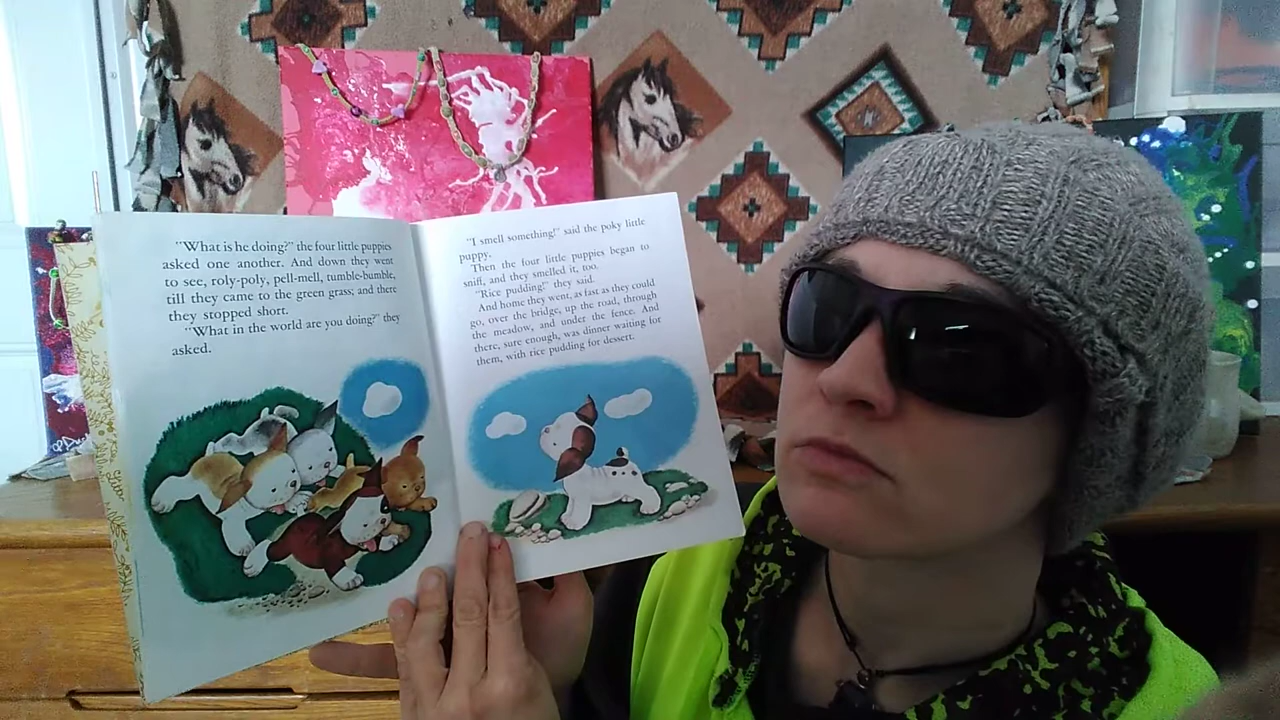 "What is he doing?" the four little puppies
asked one another. And down they went
to see, roly-poly, pell-mell, tumble-bumble,
till they came to the green grass; and there
they stopped short.
"What in the world are you doing?" they
asked.
"I smell something!" said the poky little
puppy.
Then the four little puppies began to
sniff, and they smelled it, too.
"Rice pudding!" they said.
And home they went, as fast as they could
go, over the bridge, up the road, through
the meadow, and under the fence. And
there, sure enough, was dinner waiting for
them, with rice pudding for dessert.